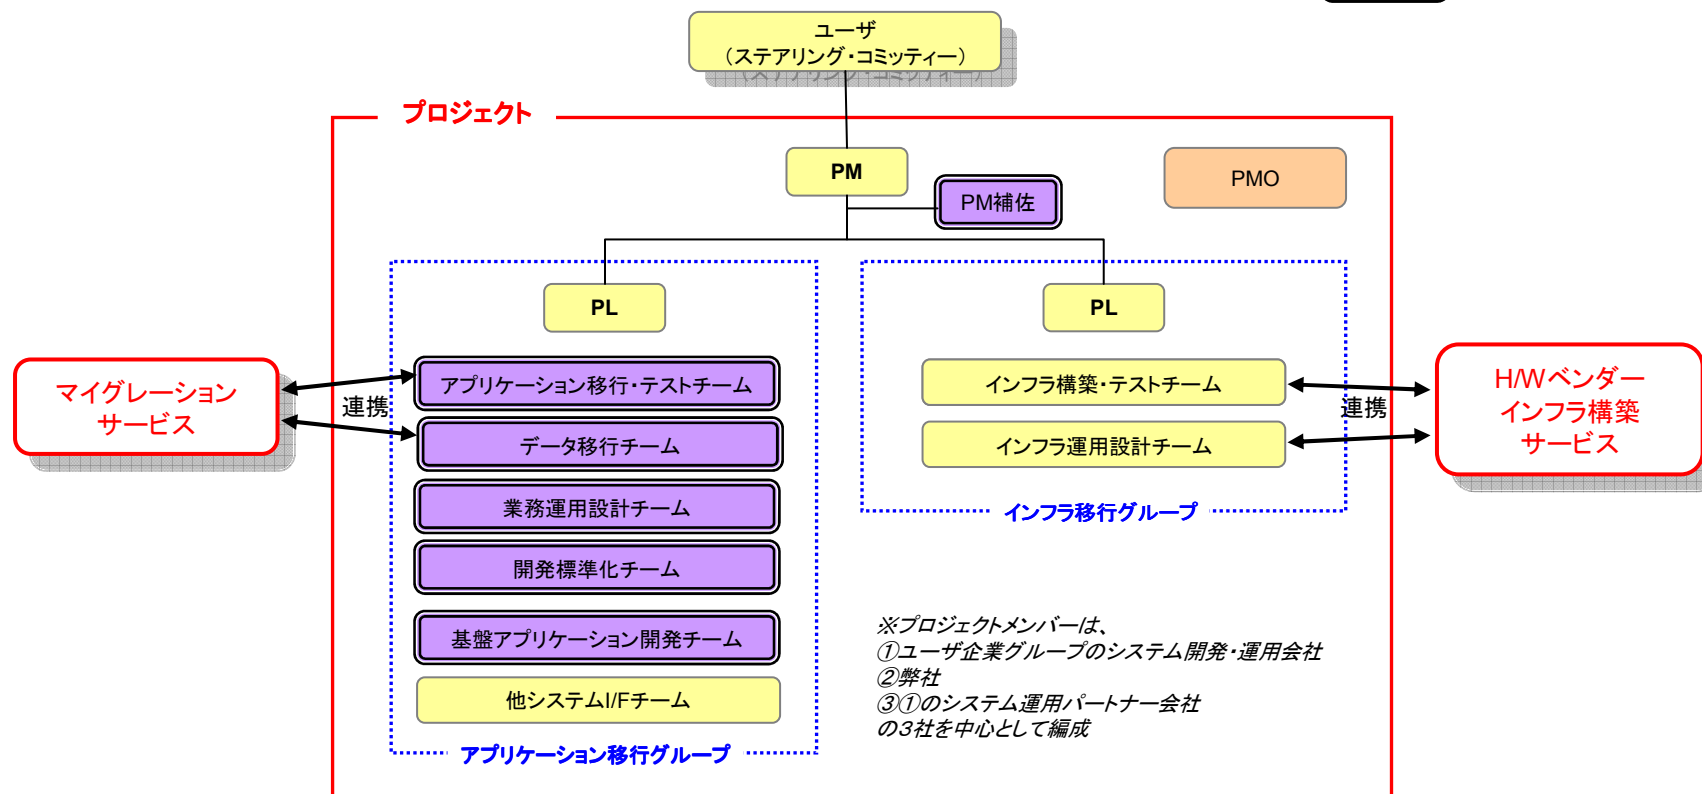 ユーザ
（ステアリング・コミッティー）
プロジェクト
PM
PMO
PM補佐
PL
PL
アプリケーション移行・テストチーム
インフラ構築・テストチーム
マイグレーション
サービス
連携
連携
H/Wベンダー
インフラ構築
サービス
データ移行チーム
インフラ運用設計チーム
業務運用設計チーム
インフラ移行グループ
開発標準化チーム
基盤アプリケーション開発チーム
他システムI/Fチーム
アプリケーション移行グループ
※プロジェクトメンバーは、
①ユーザ企業グループのシステム開発・運用会社
②弊社
③①のシステム運用パートナー会社
の3社を中心として編成